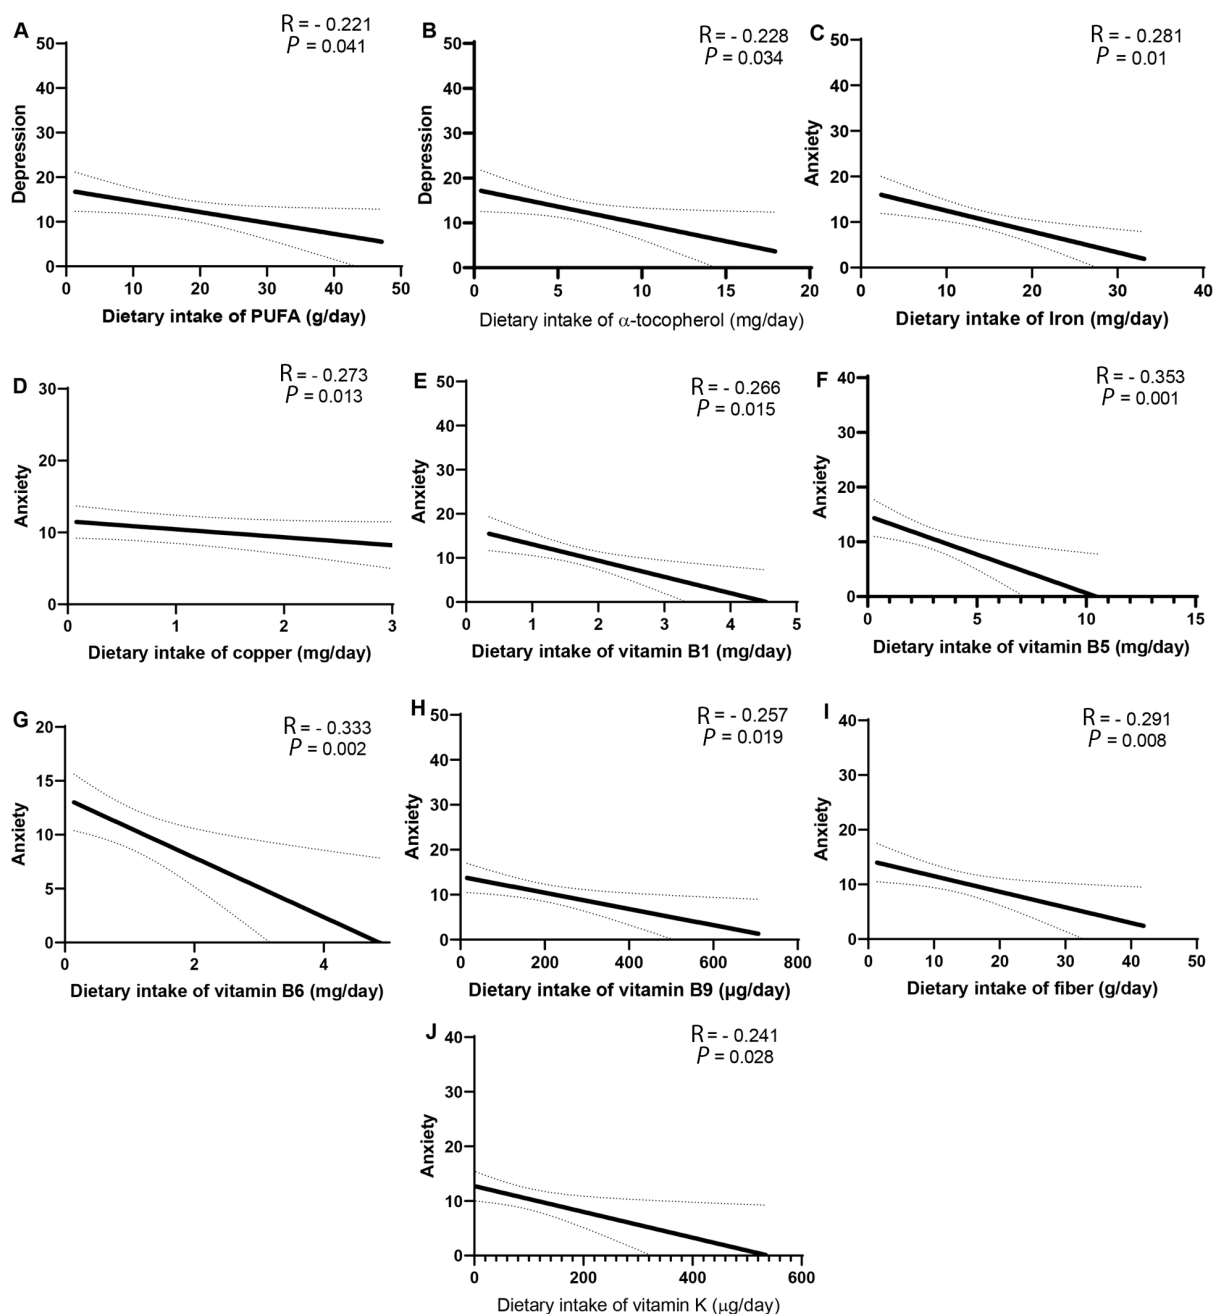 A
R = - 0.221
P = 0.041
50
40
30
20
10
0
Depression
0 10 20 30 40 50
Dietary intake of PUFA (g/day)
B
R = - 0.228
P = 0.034
50
40
30
20
10
0
Depression
0 5 10 15 20
Dietary intake of α-tocopherol (mg/day)
C
R = - 0.281
P = 0.01
50
40
30
20
10
0
Anxiety
0 10 20 30 40
Dietary intake of Iron (mg/day)
D
R = - 0.273
P = 0.013
30
20
10
0
Anxiety
0 1 2 3
Dietary intake of copper (mg/day)
E
R = - 0.266
P = 0.015
50
40
30
20
10
0
Anxiety
0 1 2 3 4 5
Dietary intake of vitamin B1 (mg/day)
F
R = - 0.353
P = 0.001
40
30
20
10
0
Anxiety
0 5 10 15
Dietary intake of vitamin B5 (mg/day)
G
R = - 0.333
P = 0.002
20
15
10
5
0
Anxiety
0 2 4
Dietary intake of vitamin B6 (mg/day)
H
R = - 0.257
P = 0.019
50
40
30
20
10
0
Anxiety
0 200 400 600 800
Dietary intake of vitamin B9 (μg/day)
I
R = - 0.291
P = 0.008
40
30
20
10
0
Anxiety
0 10 20 30 40 50
Dietary intake of fiber (g/day)
J
R = - 0.241
P = 0.028
40
30
20
10
0
Anxiety
0 200 400 600
Dietary intake of vitamin K (μg/day)